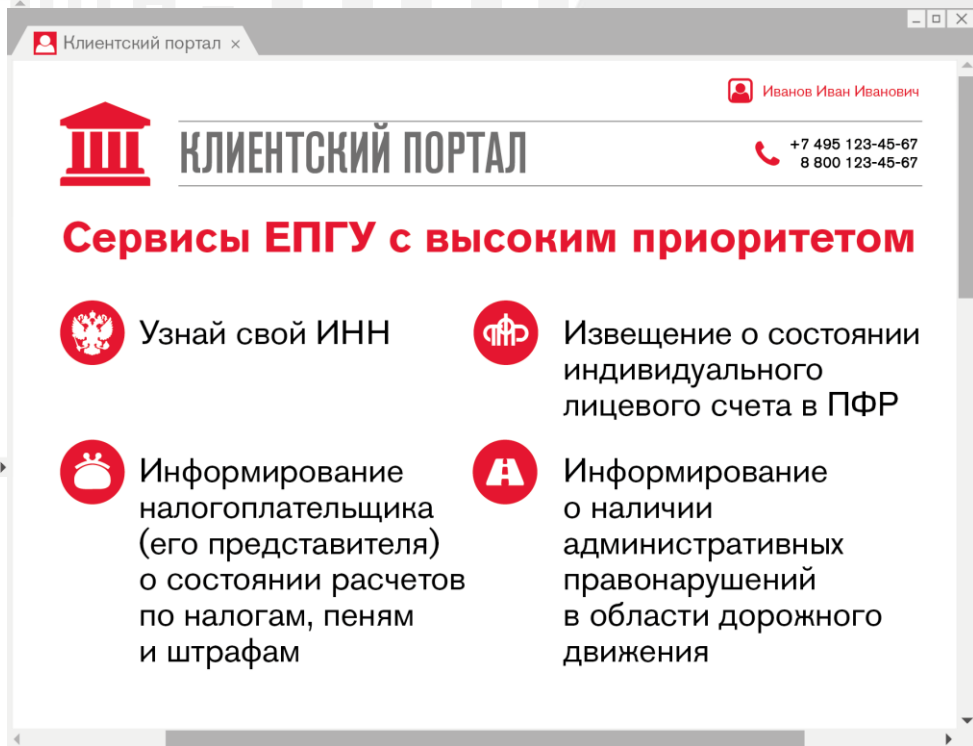 Клиентский портал ×
Иванов Иван Иванович
КЛИЕНТСКИЙ ПОРТАЛ
+7 495 123-45-67
8 800 123-45-67
Сервисы ЕПГУ с высоким приоритетом
Узнай свой ИНН
Извещение о состоянии
индивидуального
лицевого счета в ПФР
Информирование
налогоплательщика
(его представителя)
о состоянии расчетов
по налогам, пеням
и штрафам
Информирование
о наличии
административных
правонарушений
в области дорожного
движения